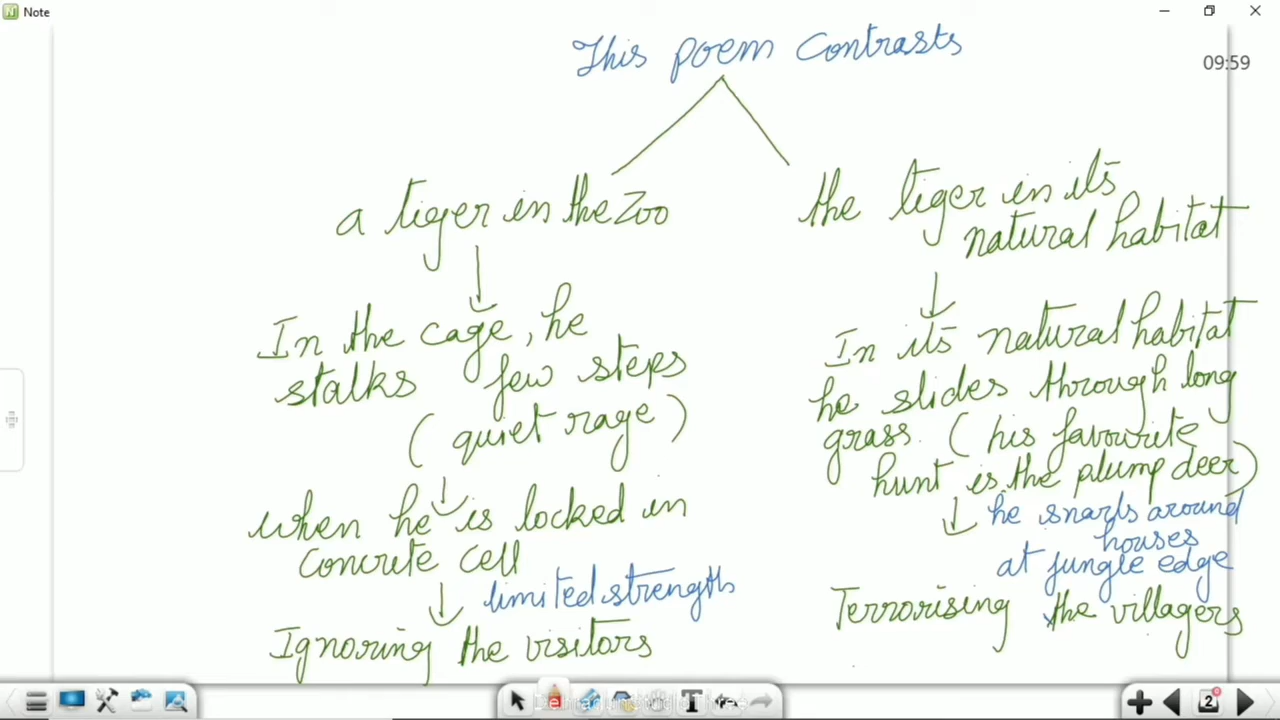 Note
This poem contrasts
09:59
a tiger in the Zoo
In the cage, he
stalks few steps
(quiet rage)
when he is locked in
Concrete cell
limited strength
Ignoring the visitors
the tiger in its
natural habitat
In its natural habitat
he slides through long
grass. (his favourite
hunt is the plump deer)
he snarls around
houses
at jungle edge
Terrorising the villagers
T
2